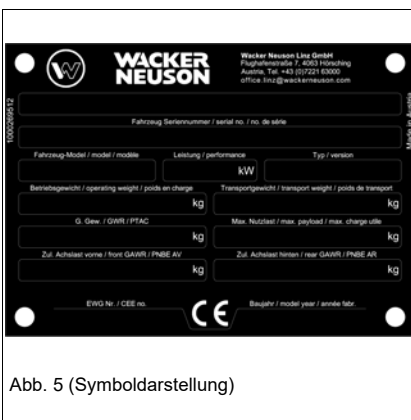 WACKER
NEUSON
Wacker Neuson Linz GmbH
Flughafenstraße 7, 4063 Hörsching
Austria, Tel. +43 (0)7221 63000
office.linz@wackerneuson.com
1000269512
Made in Austria
Fahrzeug Seriennummer / serial no. / no. de série
Fahrzeug-Model / model / modèle
Leistung / performance
Typ / version
kW
Betriebsgewicht / operating weight / poids en charge
Transportgewicht / transport weight / poids de transport
kg
kg
G. Gew. / GWR / PTAC
Max. Nutzlast / max. payload / max. charge utile
kg
kg
Zul. Achslast vorne / front GAWR / PNBE AV
Zul. Achslast hinten / rear GAWR / PNBE AR
kg
kg
EWG Nr. / CEE no.
CE
Baujahr / model year / année fabr.
Abb. 5 (Symboldarstellung)